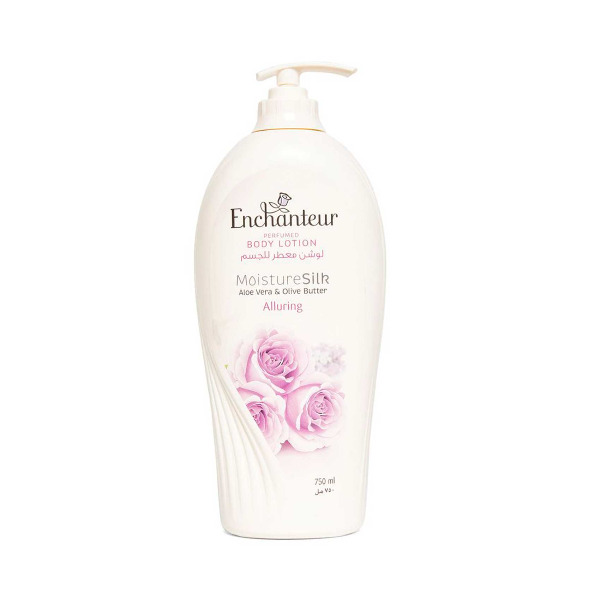 Enchanteur
PERFUMED
BODY LOTION
لوشن معطر للجسم
MoistureSilk
Aloe Vera & Olive Butter
Alluring
750 ml
٧٥٠ مل